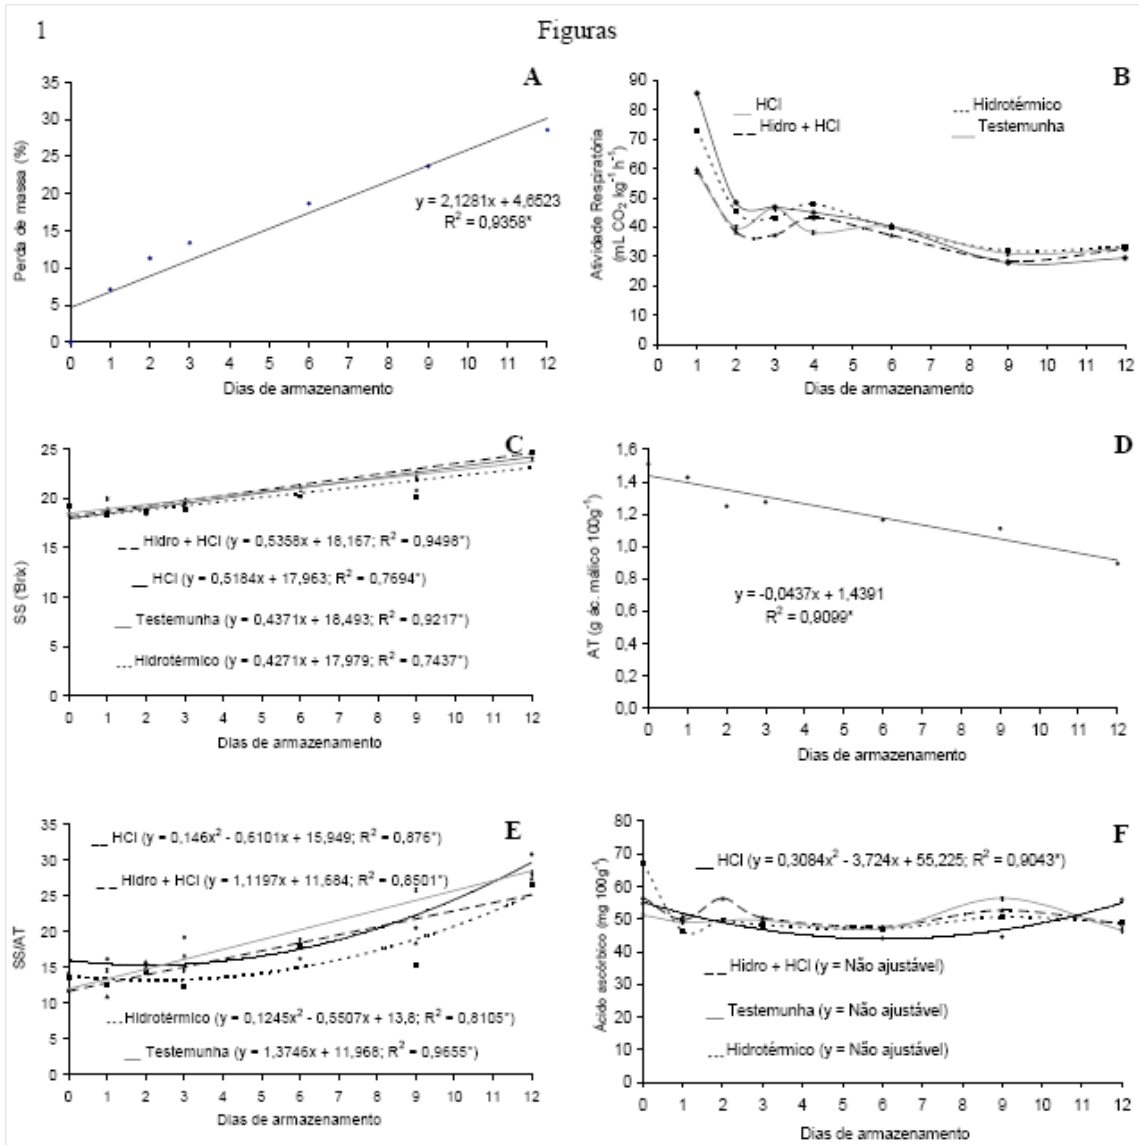 1
Figuras
A
35
30
25
20
15
10
5
0
Perda de massa (%)
y = 2,1281x + 4,6523
R² = 0,9358*
0 1 2 3 4 5 6 7 8 9 10 11 12
Dias de armazenamento
B
90
80
70
60
50
40
30
20
10
0
Atividade Respiratória
(mL CO₂ kg⁻¹ h⁻¹)
HCl
Hidrotérmico
Hidro + HCl
Testemunha
0 1 2 3 4 5 6 7 8 9 10 11 12
Dias de armazenamento
C
25
20
15
10
5
0
SS (ºBrix)
Hidro + HCl (y = 0,5358x + 18,167; R² = 0,9498*)
HCl (y = 0,5184x + 17,963; R² = 0,7694*)
Testemunha (y = 0,4371x + 18,493; R² = 0,9217*)
Hidrotérmico (y = 0,4271x + 17,979; R² = 0,7437*)
0 1 2 3 4 5 6 7 8 9 10 11 12
Dias de armazenamento
D
1,6
1,4
1,2
1,0
0,8
0,6
0,4
0,2
0,0
AT (g ác. málico 100g⁻¹)
y = -0,0437x + 1,4391
R² = 0,9099*
0 1 2 3 4 5 6 7 8 9 10 11 12
Dias de armazenamento
E
35
30
25
20
15
10
5
0
SS/AT
HCl (y = 0,146x² - 0,6101x + 15,949; R² = 0,876*)
Hidro + HCl (y = 1,1197x + 11,684; R² = 0,8501*)
Hidrotérmico (y = 0,1245x² - 0,5507x + 13,8; R² = 0,8105*)
Testemunha (y = 1,3746x + 11,968; R² = 0,9655*)
0 1 2 3 4 5 6 7 8 9 10 11 12
Dias de armazenamento
F
80
70
60
50
40
30
20
10
0
Ácido ascórbico (mg 100g⁻¹)
HCl (y = 0,3084x² - 3,724x + 55,225; R² = 0,9043*)
Hidro + HCl (y = Não ajustável)
Testemunha (y = Não ajustável)
Hidrotérmico (y = Não ajustável)
0 1 2 3 4 5 6 7 8 9 10 11 12
Dias de armazenamento